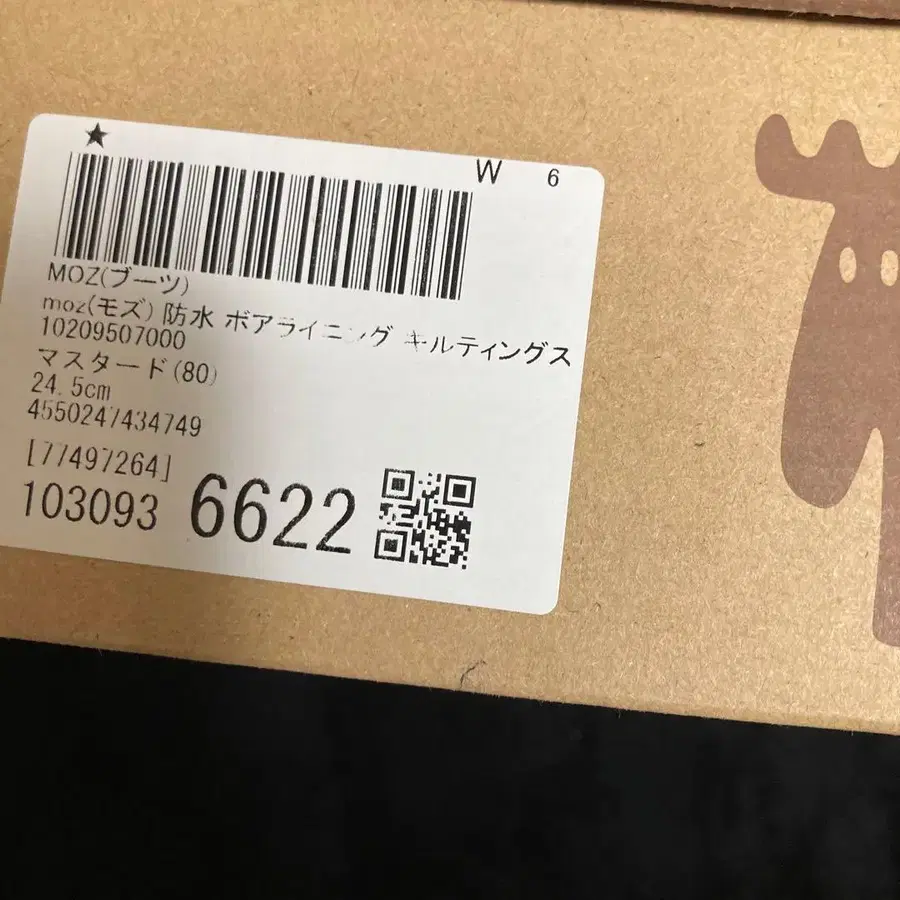 ★
W 6
MOZ(ブーツ)
moz(モズ) 防水 ボアライニング キルティングス
10209507000
マスタード(80)
24.5cm
4550247434749
[77497264]
103093 6622